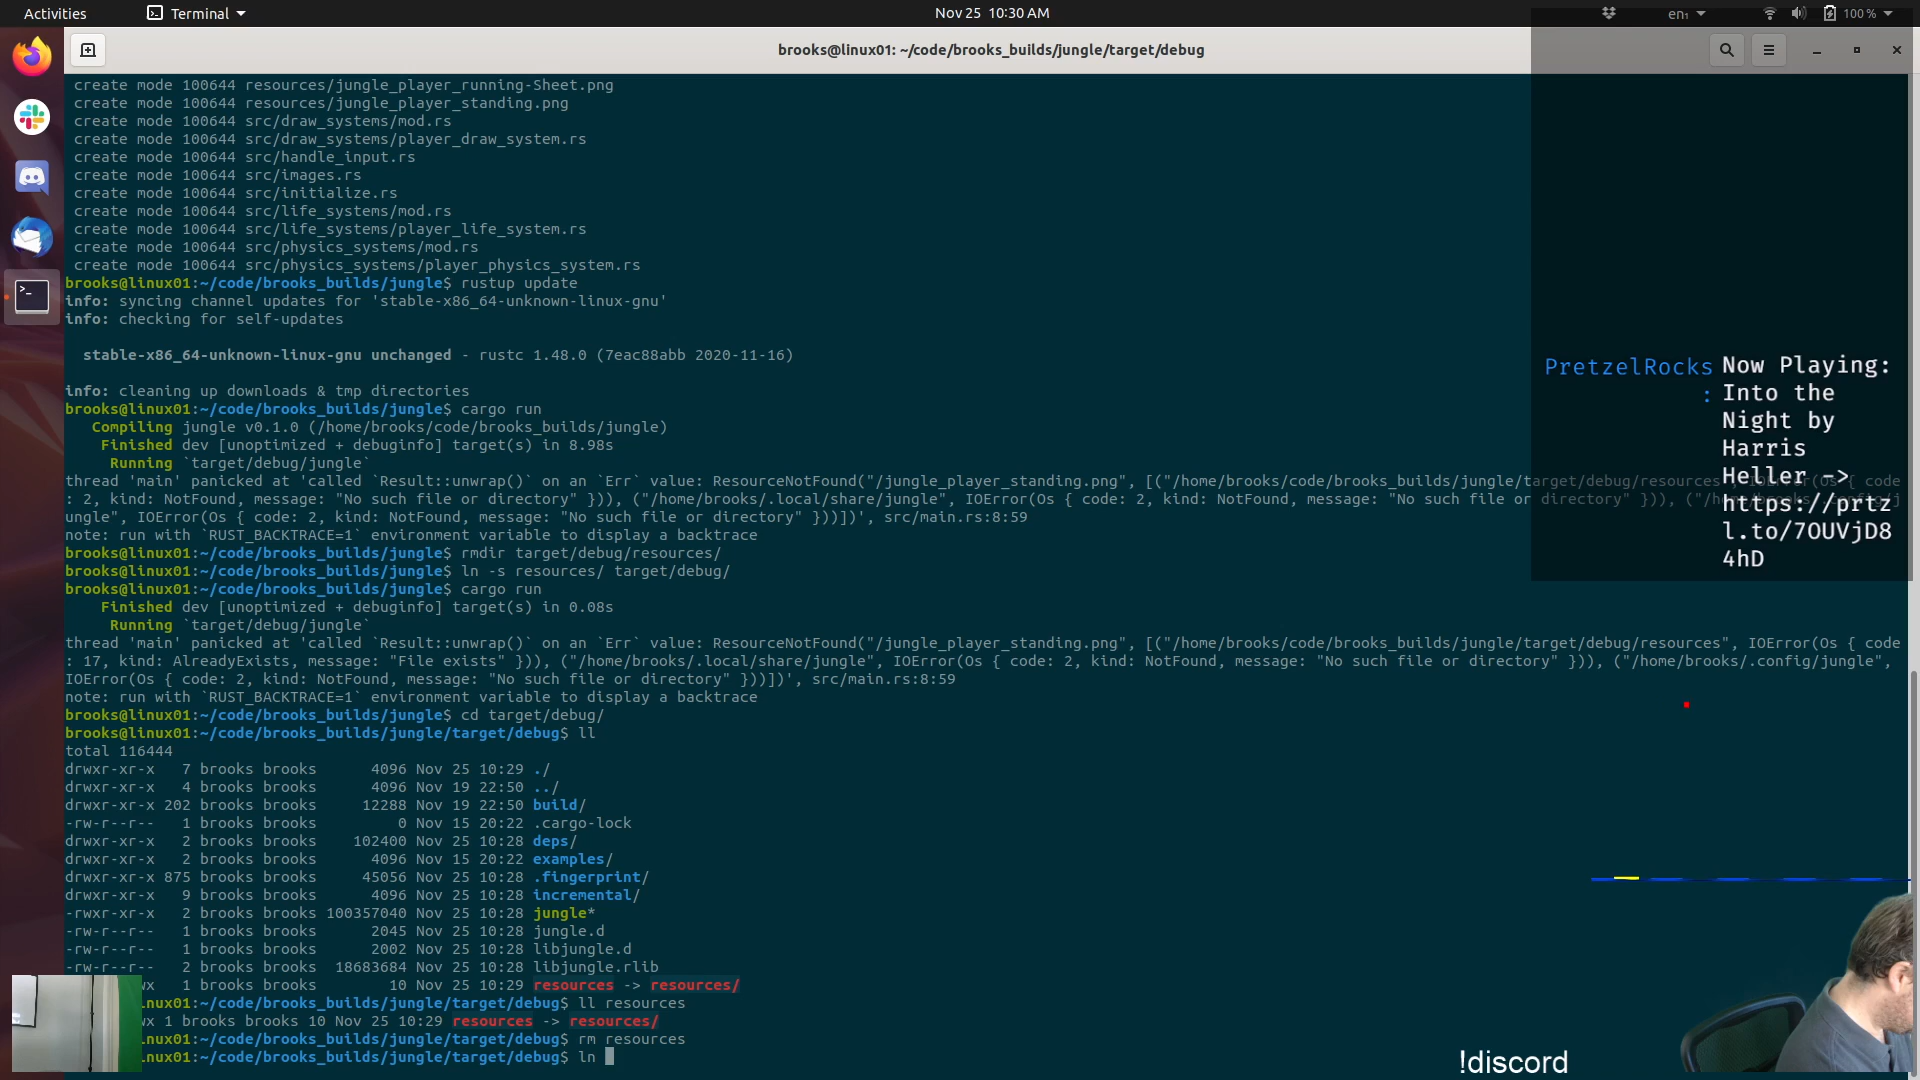 Activities
Terminal
Nov 25 10:30 AM
en₁
100 %
brooks@linux01: ~/code/brooks_builds/jungle/target/debug
create mode 100644 resources/jungle_player_running-Sheet.png
create mode 100644 resources/jungle_player_standing.png
create mode 100644 src/draw_systems/mod.rs
create mode 100644 src/draw_systems/player_draw_system.rs
create mode 100644 src/handle_input.rs
create mode 100644 src/images.rs
create mode 100644 src/initialize.rs
create mode 100644 src/life_systems/mod.rs
create mode 100644 src/life_systems/player_life_system.rs
create mode 100644 src/physics_systems/mod.rs
create mode 100644 src/physics_systems/player_physics_system.rs
brooks@linux01:~/code/brooks_builds/jungle$ rustup update
info: syncing channel updates for 'stable-x86_64-unknown-linux-gnu'
info: checking for self-updates
stable-x86_64-unknown-linux-gnu unchanged - rustc 1.48.0 (7eac88abb 2020-11-16)
info: cleaning up downloads & tmp directories
brooks@linux01:~/code/brooks_builds/jungle$ cargo run
Compiling jungle v0.1.0 (/home/brooks/code/brooks_builds/jungle)
Finished dev [unoptimized + debuginfo] target(s) in 8.98s
Running `target/debug/jungle`
thread 'main' panicked at 'called `Result::unwrap()` on an `Err` value: ResourceNotFound("/jungle_player_standing.png", [("/home/brooks/code/brooks_builds/jungle/target/debug/resources", IOError(Os { code
: 2, kind: NotFound, message: "No such file or directory" })), ("/home/brooks/.local/share/jungle", IOError(Os { code: 2, kind: NotFound, message: "No such file or directory" })), ("/h
ngle", IOError(Os { code: 2, kind: NotFound, message: "No such file or directory" }))])', src/main.rs:8:59
note: run with `RUST_BACKTRACE=1` environment variable to display a backtrace
brooks@linux01:~/code/brooks_builds/jungle$ rmdir target/debug/resources/
brooks@linux01:~/code/brooks_builds/jungle$ ln -s resources/ target/debug/
brooks@linux01:~/code/brooks_builds/jungle$ cargo run
Finished dev [unoptimized + debuginfo] target(s) in 0.08s
Running `target/debug/jungle`
thread 'main' panicked at 'called `Result::unwrap()` on an `Err` value: ResourceNotFound("/jungle_player_standing.png", [("/home/brooks/code/brooks_builds/jungle/target/debug/resources", IOError(Os { code
: 17, kind: AlreadyExists, message: "File exists" })), ("/home/brooks/.local/share/jungle", IOError(Os { code: 2, kind: NotFound, message: "No such file or directory" })), ("/home/brooks/.config/jungle",
IOError(Os { code: 2, kind: NotFound, message: "No such file or directory" }))])', src/main.rs:8:59
note: run with `RUST_BACKTRACE=1` environment variable to display a backtrace
brooks@linux01:~/code/brooks_builds/jungle$ cd target/debug/
brooks@linux01:~/code/brooks_builds/jungle/target/debug$ ll
total 116444
drwxr-xr-x 7 brooks brooks 4096 Nov 25 10:29 ./
drwxr-xr-x 4 brooks brooks 4096 Nov 19 22:50 ../
drwxr-xr-x 202 brooks brooks 12288 Nov 19 22:50 build/
-rw-r--r-- 1 brooks brooks 0 Nov 15 20:22 .cargo-lock
drwxr-xr-x 2 brooks brooks 102400 Nov 25 10:28 deps/
drwxr-xr-x 2 brooks brooks 4096 Nov 15 20:22 examples/
drwxr-xr-x 875 brooks brooks 45056 Nov 25 10:28 .fingerprint/
drwxr-xr-x 9 brooks brooks 4096 Nov 25 10:28 incremental/
-rwxr-xr-x 2 brooks brooks 100357040 Nov 25 10:28 jungle*
-rw-r--r-- 1 brooks brooks 2045 Nov 25 10:28 jungle.d
-rw-r--r-- 1 brooks brooks 2002 Nov 25 10:28 libjungle.d
-rw-r--r-- 2 brooks brooks 18683684 Nov 25 10:28 libjungle.rlib
wx 1 brooks brooks 10 Nov 25 10:29 resources -> resources/
inux01:~/code/brooks_builds/jungle/target/debug$ ll resources
wx 1 brooks brooks 10 Nov 25 10:29 resources -> resources/
inux01:~/code/brooks_builds/jungle/target/debug$ rm resources
inux01:~/code/brooks_builds/jungle/target/debug$ ln
PretzelRocks
:
Now Playing:
Into the
Night by
Harris
Heller ->
https://prtz
l.to/7OUVjD8
4hD
!discord